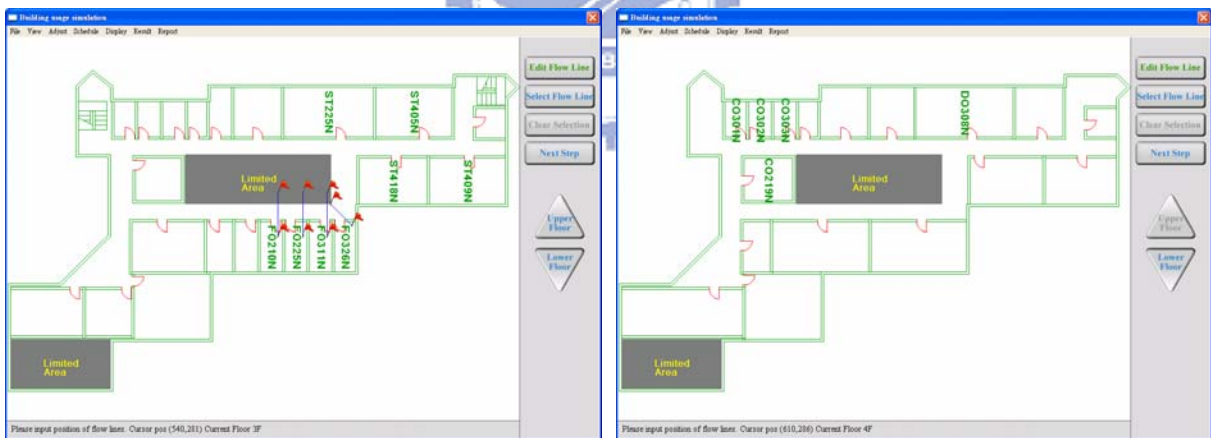 Building usage simulation
File View Adjust Schedule Display Result Report
Edit Flow Line
Select Flow Line
Clear Selection
Next Step
Upper Floor
Lower Floor
ST225N
ST405N
ST418N
ST409N
Limited
Area
FO210N
FO225N
FO311N
FO326N
Limited
Area
Please input position of flow lines. Cursor pos (540,281) Current Floor 3F
Building usage simulation
File View Adjust Schedule Display Result Report
Edit Flow Line
Select Flow Line
Clear Selection
Next Step
Upper Floor
Lower Floor
CO301N
CO302N
CO303N
DO308N
CO219N
Limited
Area
Limited
Area
Please input position of flow lines. Cursor pos (610,286) Current Floor 4F